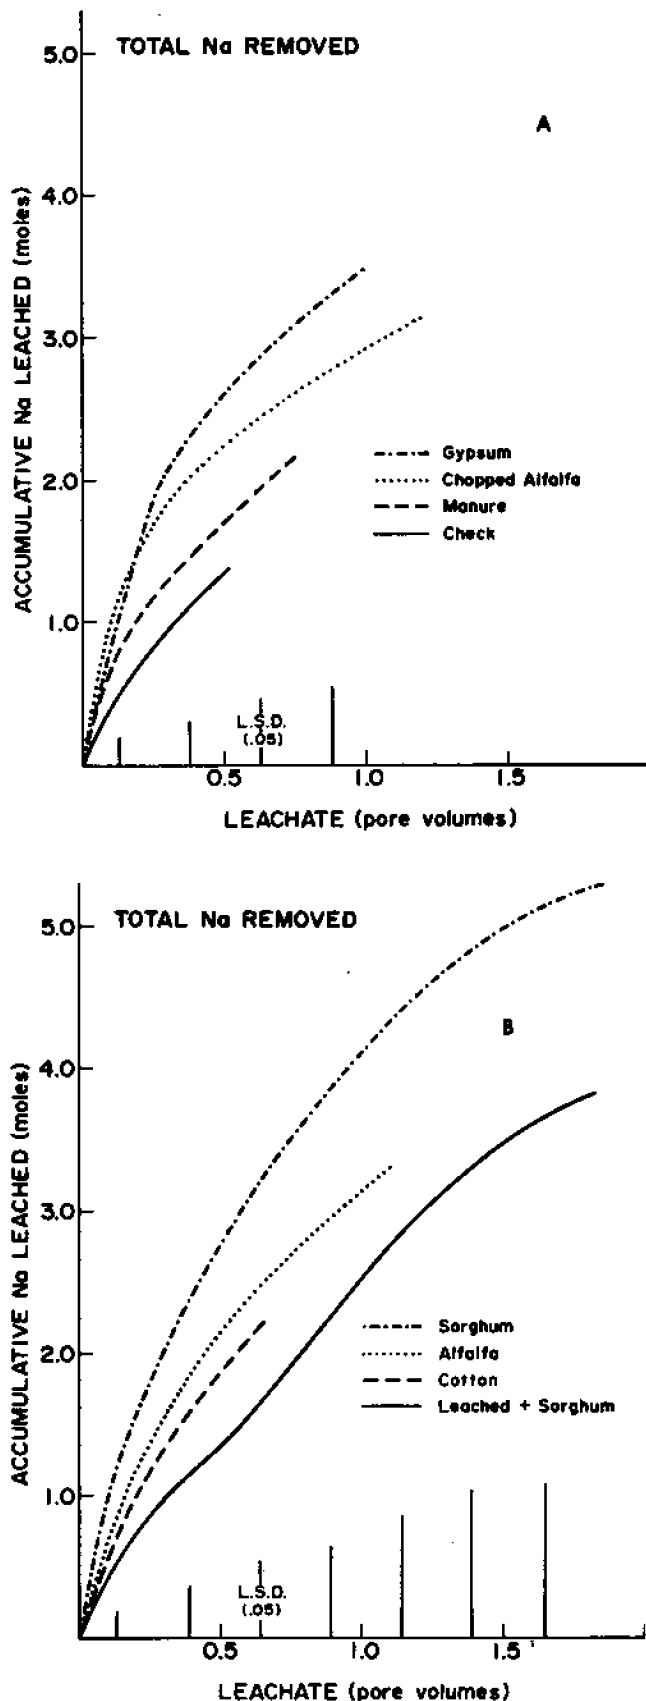 TOTAL Na REMOVED
A
5.0
4.0
3.0
2.0
1.0
ACCUMULATIVE Na LEACHED (moles)
Gypsum
Chopped Alfalfa
Manure
Check
L.S.D.
(.05)
0.5
1.0
1.5
LEACHATE (pore volumes)
TOTAL Na REMOVED
B
5.0
4.0
3.0
2.0
1.0
ACCUMULATIVE Na LEACHED (moles)
Sorghum
Alfalfa
Cotton
Leached + Sorghum
L.S.D.
(.05)
0.5
1.0
1.5
LEACHATE (pore volumes)